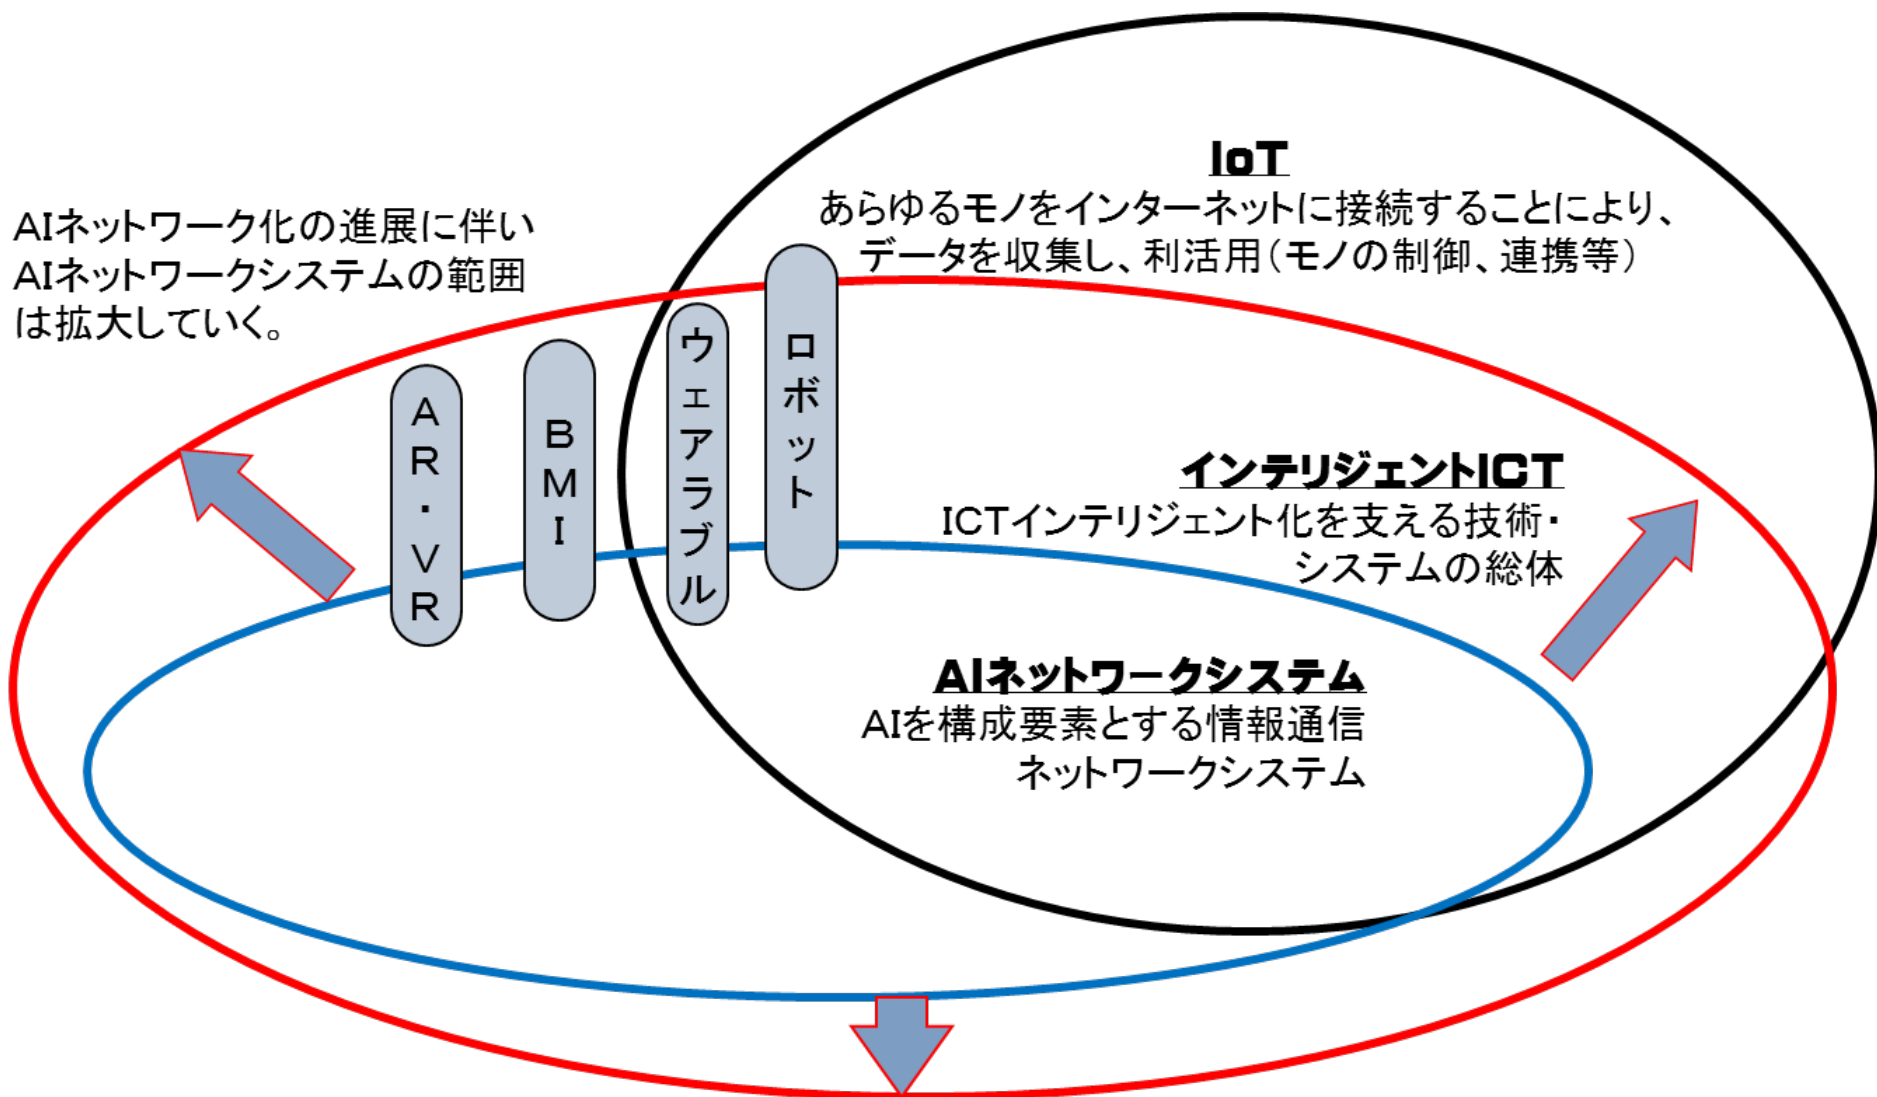 IoT
あらゆるモノをインターネットに接続することにより、
データを収集し、利活用（モノの制御、連携等）
AIネットワーク化の進展に伴い
AIネットワークシステムの範囲
は拡大していく。
AR・VR
BMI
ウェアラブル
ロボット
インテリジェントICT
ICTインテリジェント化を支える技術・
システムの総体
AIネットワークシステム
AIを構成要素とする情報通信
ネットワークシステム